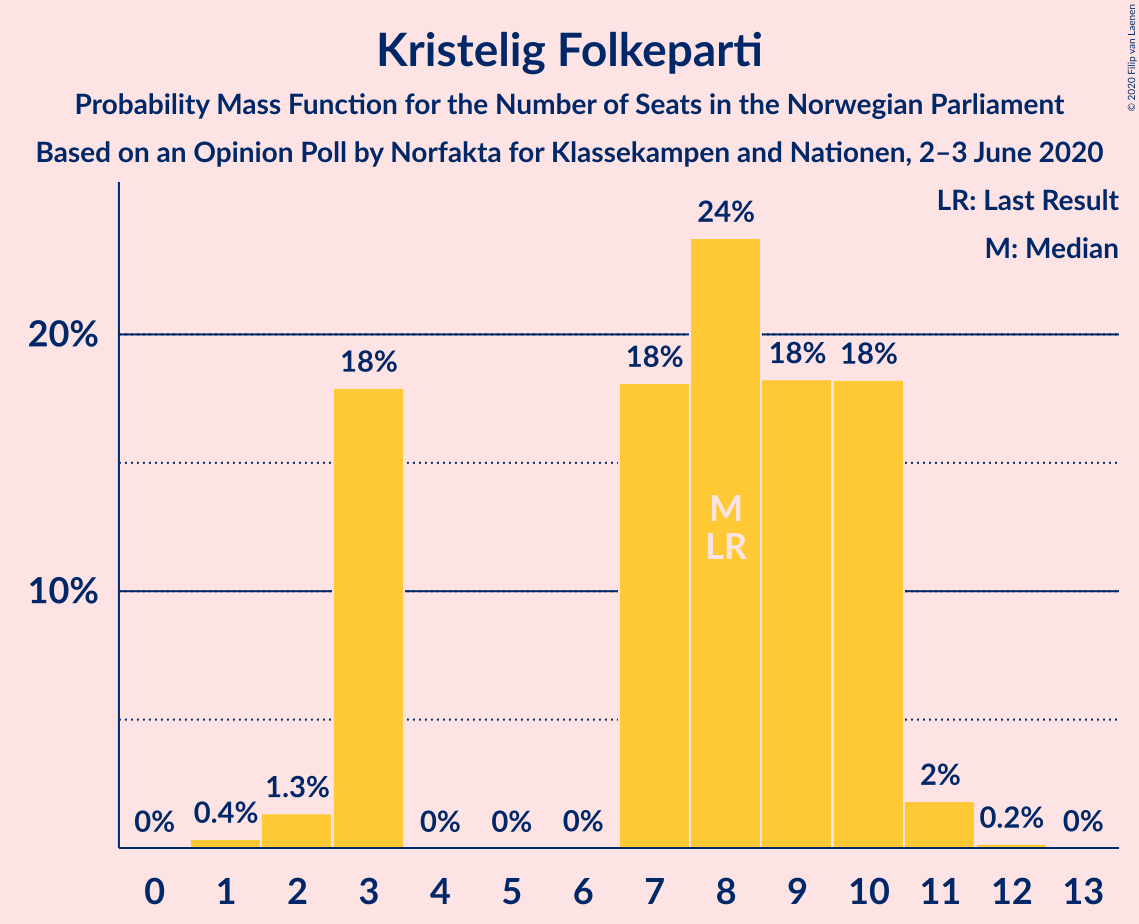 Kristelig Folkeparti
Probability Mass Function for the Number of Seats in the Norwegian Parliament
Based on an Opinion Poll by Norfakta for Klassekampen and Nationen, 2–3 June 2020
© 2020 Filip van Laenen
LR: Last Result
M: Median
20%
10%
0%
0.4%
1.3%
18%
0%
0%
0%
18%
24%
18%
18%
2%
0.2%
0%
M
LR
0 1 2 3 4 5 6 7 8 9 10 11 12 13